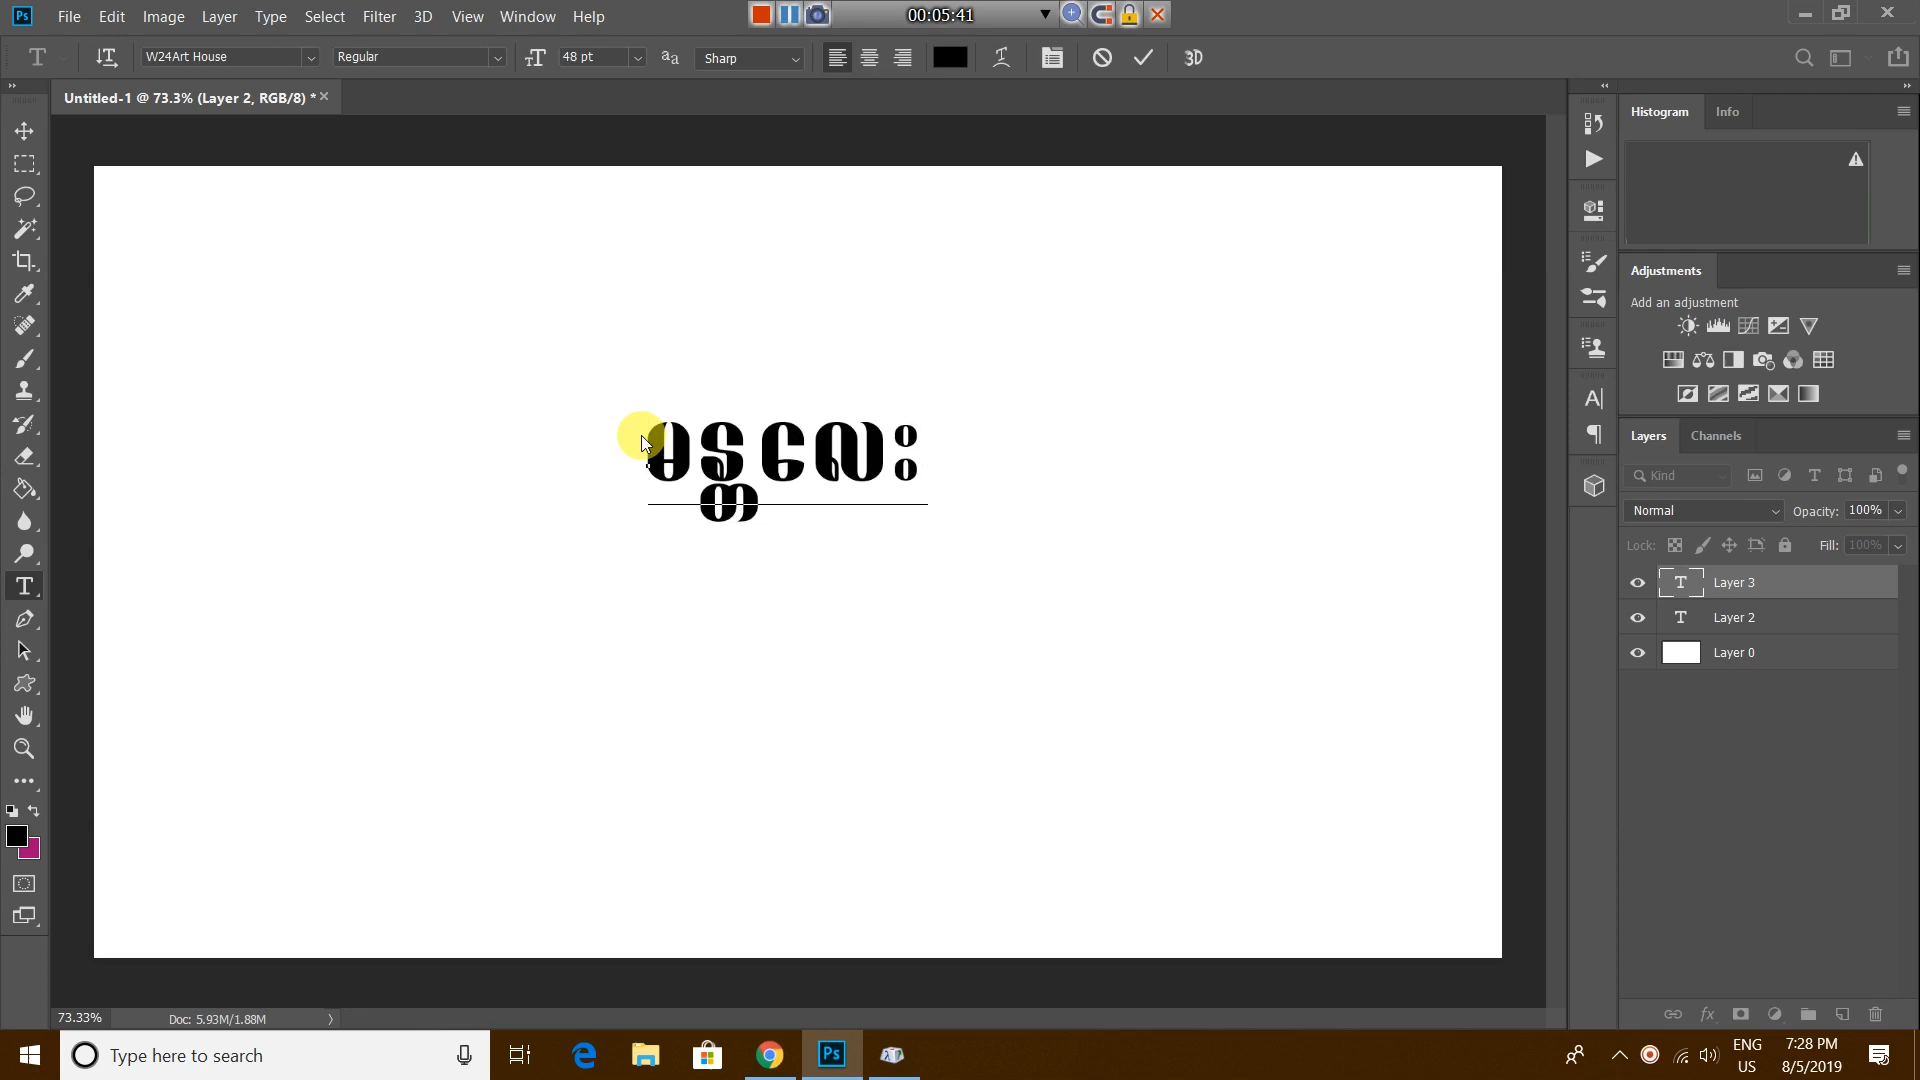 Ps File Edit Image Layer Type Select Filter 3D View Window Help
00:05:41
W24Art House Regular 48 pt Sharp 3D
Untitled-1 @ 73.3% (Layer 2, RGB/8) *
Histogram Info
Adjustments
Add an adjustment
Layers Channels
Kind
Normal Opacity: 100%
Lock: Fill: 100%
Layer 3
Layer 2
Layer 0
73.33% Doc: 5.93M/1.88M
Type here to search
ENG
US
7:28 PM
8/5/2019